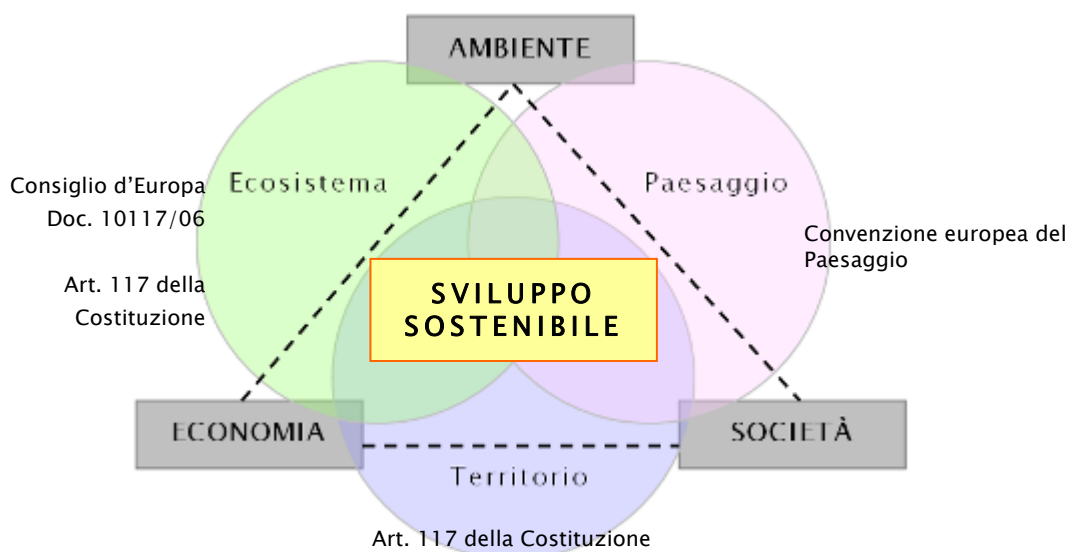 AMBIENTE
Ecosistema
Paesaggio
Consiglio d’Europa
Doc. 10117/06
Convenzione europea del
Paesaggio
Art. 117 della
Costituzione
SVILUPPO
SOSTENIBILE
ECONOMIA
SOCIETÀ
Territorio
Art. 117 della Costituzione